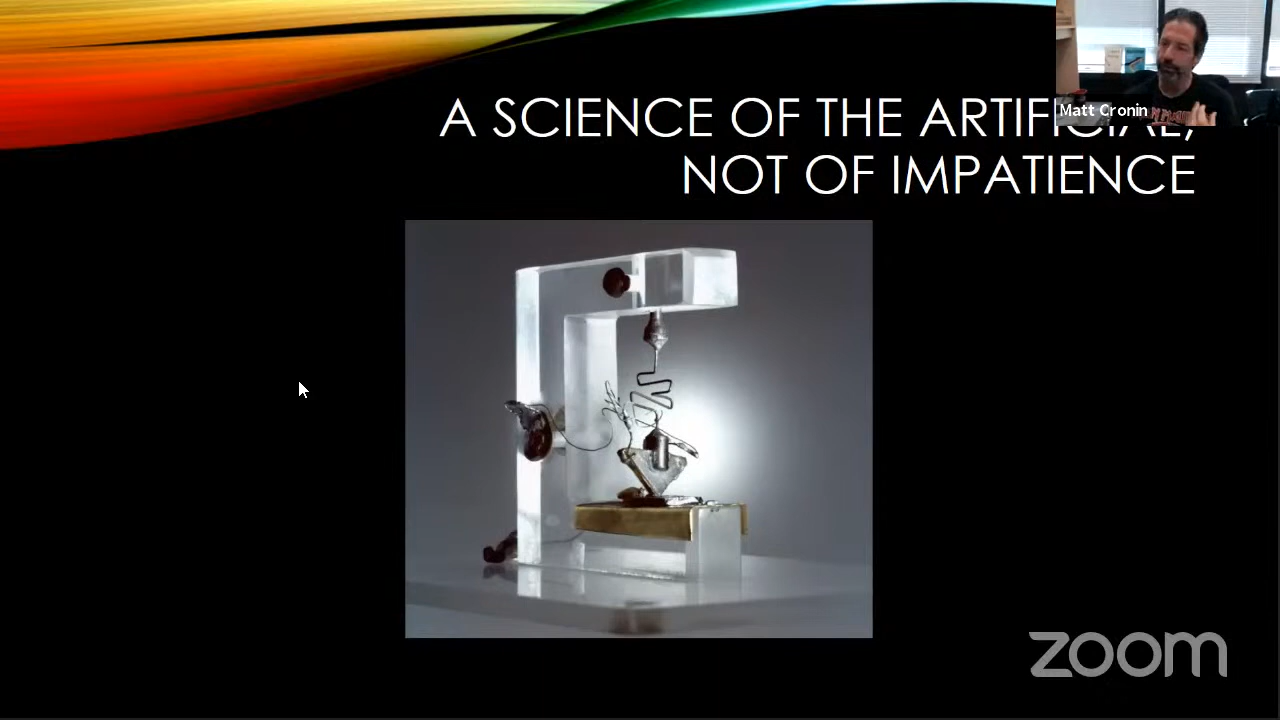 A SCIENCE OF THE ARTIFICIAL,
NOT OF IMPATIENCE
Matt Cronin
zoom